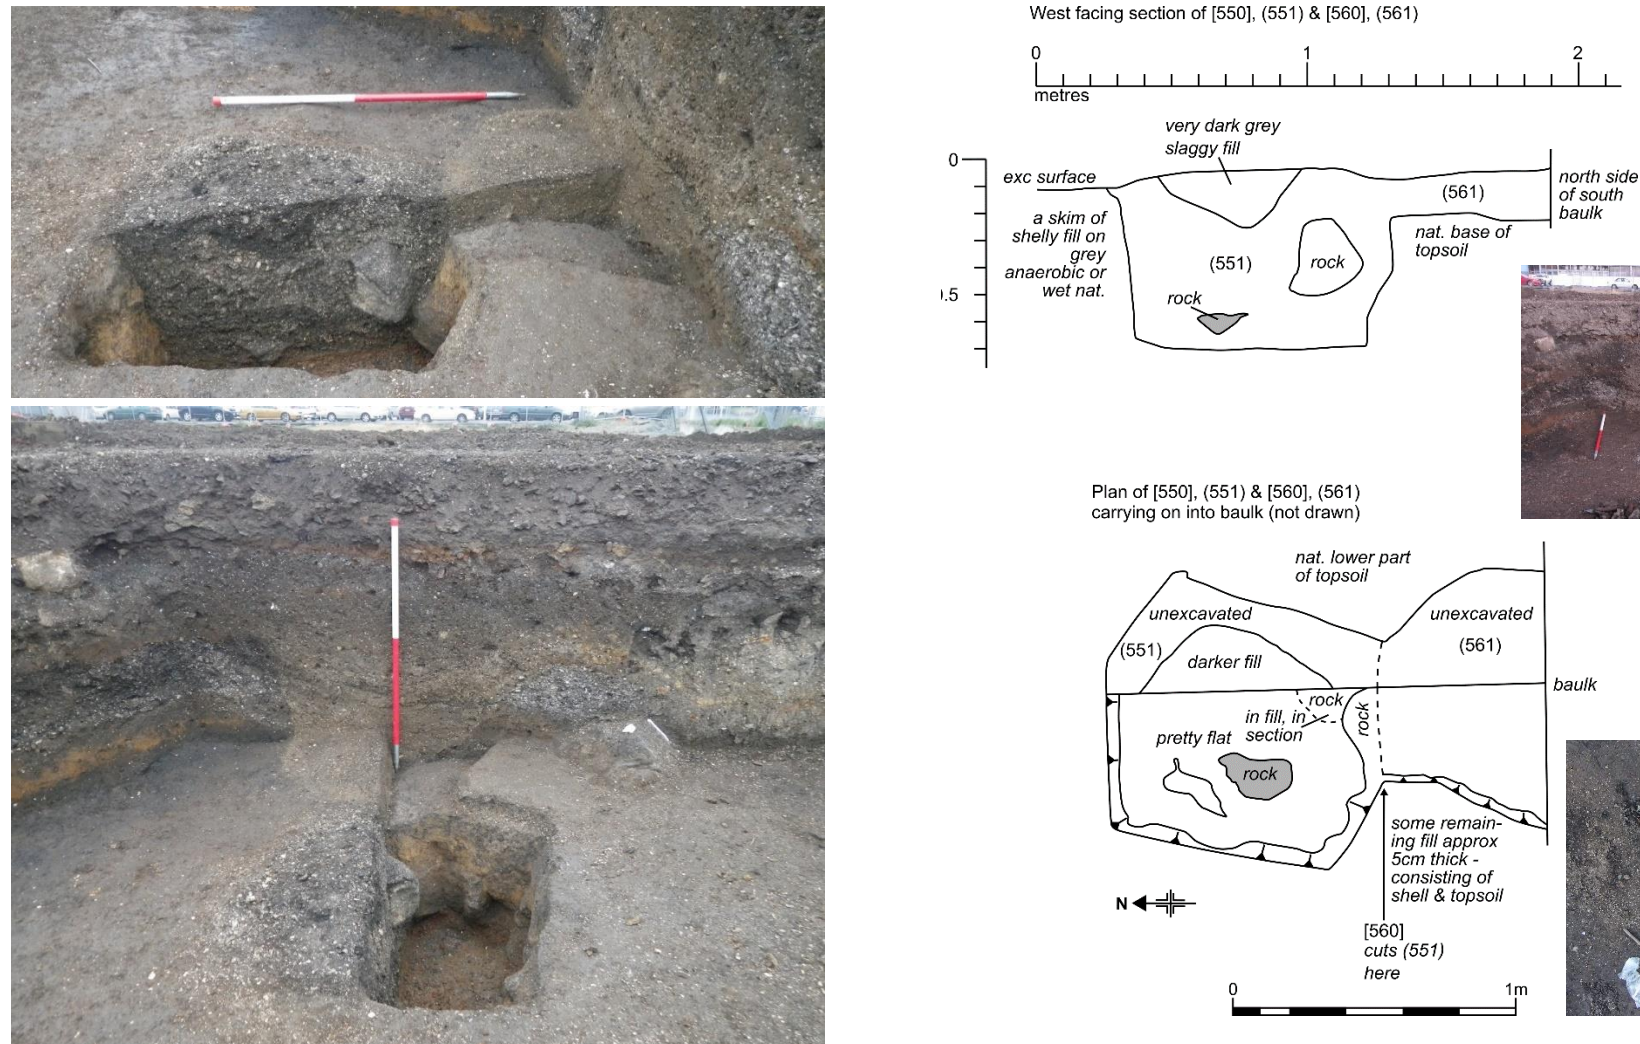 West facing section of [550], (551) & [560], (561)
0 1 2
metres
very dark grey
slaggy fill
0
exc surface
(561)
north side
of south
baulk
a skim of
shelly fill on
grey
anaerobic or
wet nat.
nat. base of
topsoil
(551)
rock
rock
.5
Plan of [550], (551) & [560], (561)
carrying on into baulk (not drawn)
nat. lower part
of topsoil
unexcavated
(551)
darker fill
unexcavated
(561)
baulk
rock
in fill, in
section
rock
pretty flat
rock
some remain-
ing fill approx
5cm thick -
consisting of
shell & topsoil
N
[560]
cuts (551)
here
0 1m